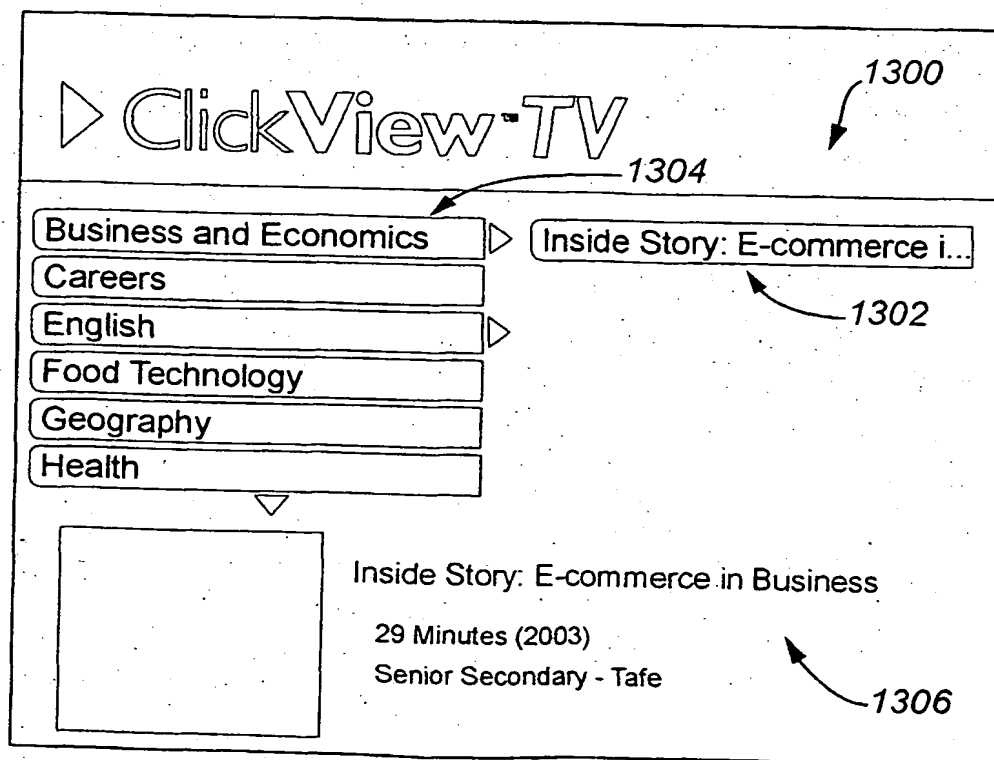 1300
ClickView™ TV
1304
Business and Economics
Inside Story: E-commerce i...
Careers
1302
English
Food Technology
Geography
Health
Inside Story: E-commerce in Business
29 Minutes (2003)
Senior Secondary - Tafe
1306